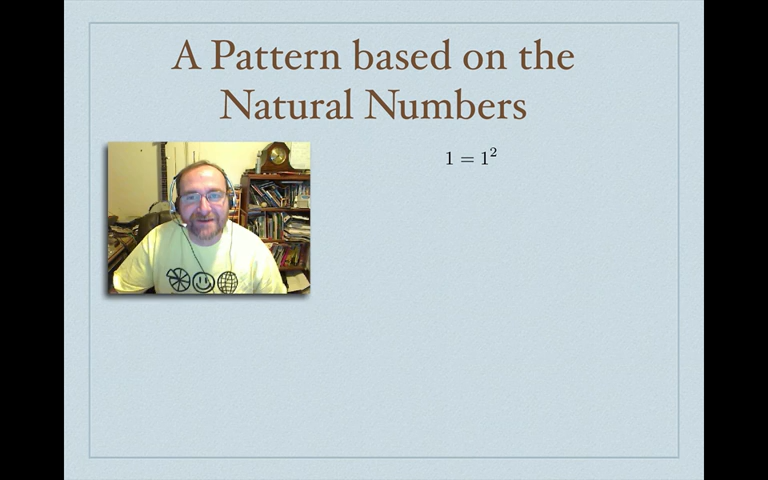 A Pattern based on the
Natural Numbers
1 = 1²